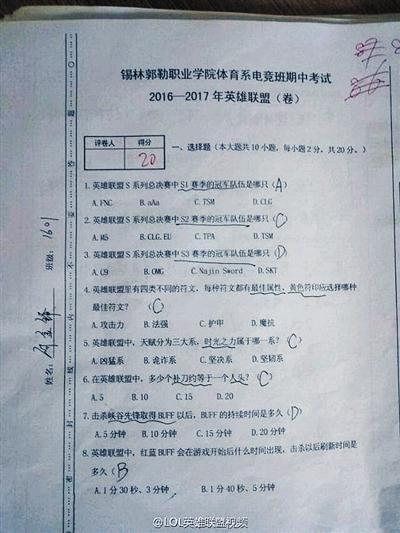 锡林郭勒职业学院体育系电竞班期中考试
2016—2017年英雄联盟（卷）
评卷人 得分
20
一、选择题（本大题共10小题，每小题2分，共20分。）
1.英雄联盟S系列总决赛中S1赛季的冠军队伍是哪只（A）
A.FNC B.aAa C.TSM D.CLG
2.英雄联盟S系列总决赛中S2赛季的冠军队伍是哪只（C）
A.M5 B.CLG.EU C.TPA D.TSM
3.英雄联盟S系列总决赛中S3赛季的冠军队伍是哪只（D）
A.C9 B.OMG C.Najin Sword D.SKT
4.英雄联盟里有四类不同的符文，每种符文都有最佳属性，黄色符印应选择哪种
最佳符文？（C）
A.攻击力 B.法强 C.护甲 D.魔抗
5.英雄联盟中，天赋分为三大系，时光之力属于哪一系？（C）
A.凶猛系 B.诡诈系 C.坚决系 D.坚韧系
6.在英雄联盟中，多少个补刀约等于一个人头？（C）
A.5 B.10 C.15 D.20
7.击杀峡谷先锋取得BUFF以后，BUFF的持续时间是多久（D）
A.5分钟 B.10分钟 C.15分钟 D.20分钟
8.英雄联盟中，红蓝BUFF会在游戏开始后什么时间出现，击杀以后刷新时间是
多久（B）
A.1分30秒、3分钟 B.1分40秒、5分钟
班级：1601
姓名：
@LOL英雄联盟视频